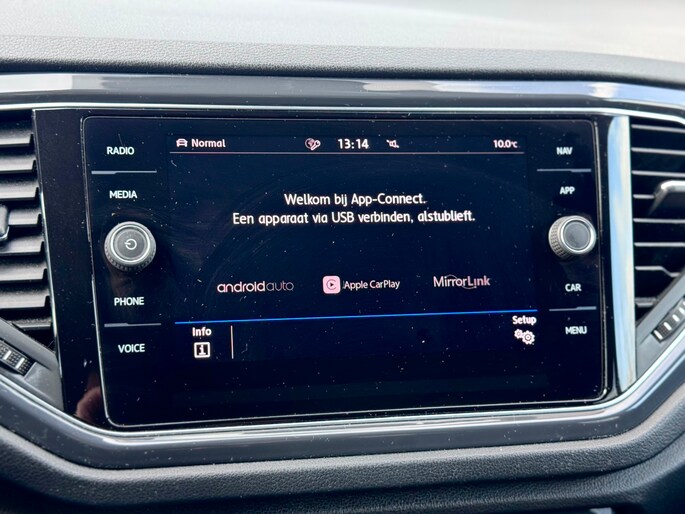 RADIO
MEDIA
PHONE
VOICE
Normal 13:14 10.0°C
Welkom bij App-Connect.
Een apparaat via USB verbinden, alstublieft.
androidauto Apple CarPlay MirrorLink
Info Setup
NAV
APP
CAR
MENU